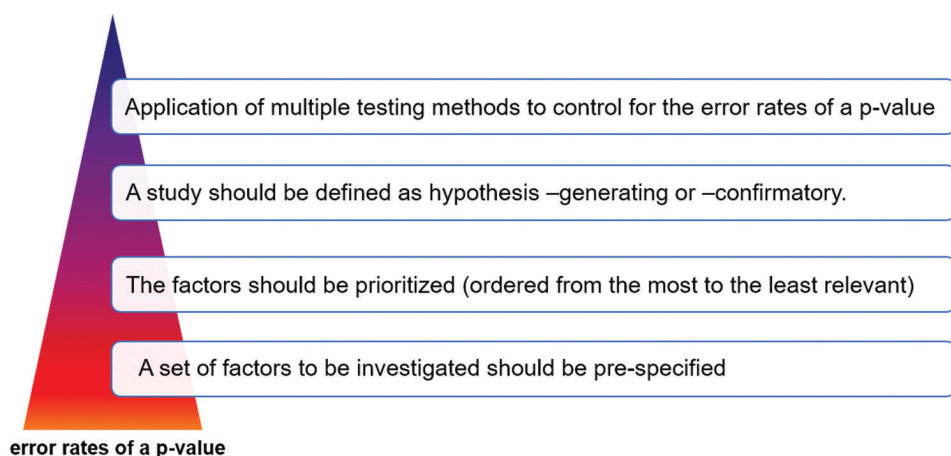 Application of multiple testing methods to control for the error rates of a p-value
A study should be defined as hypothesis –generating or –confirmatory.
The factors should be prioritized (ordered from the most to the least relevant)
A set of factors to be investigated should be pre-specified
error rates of a p-value